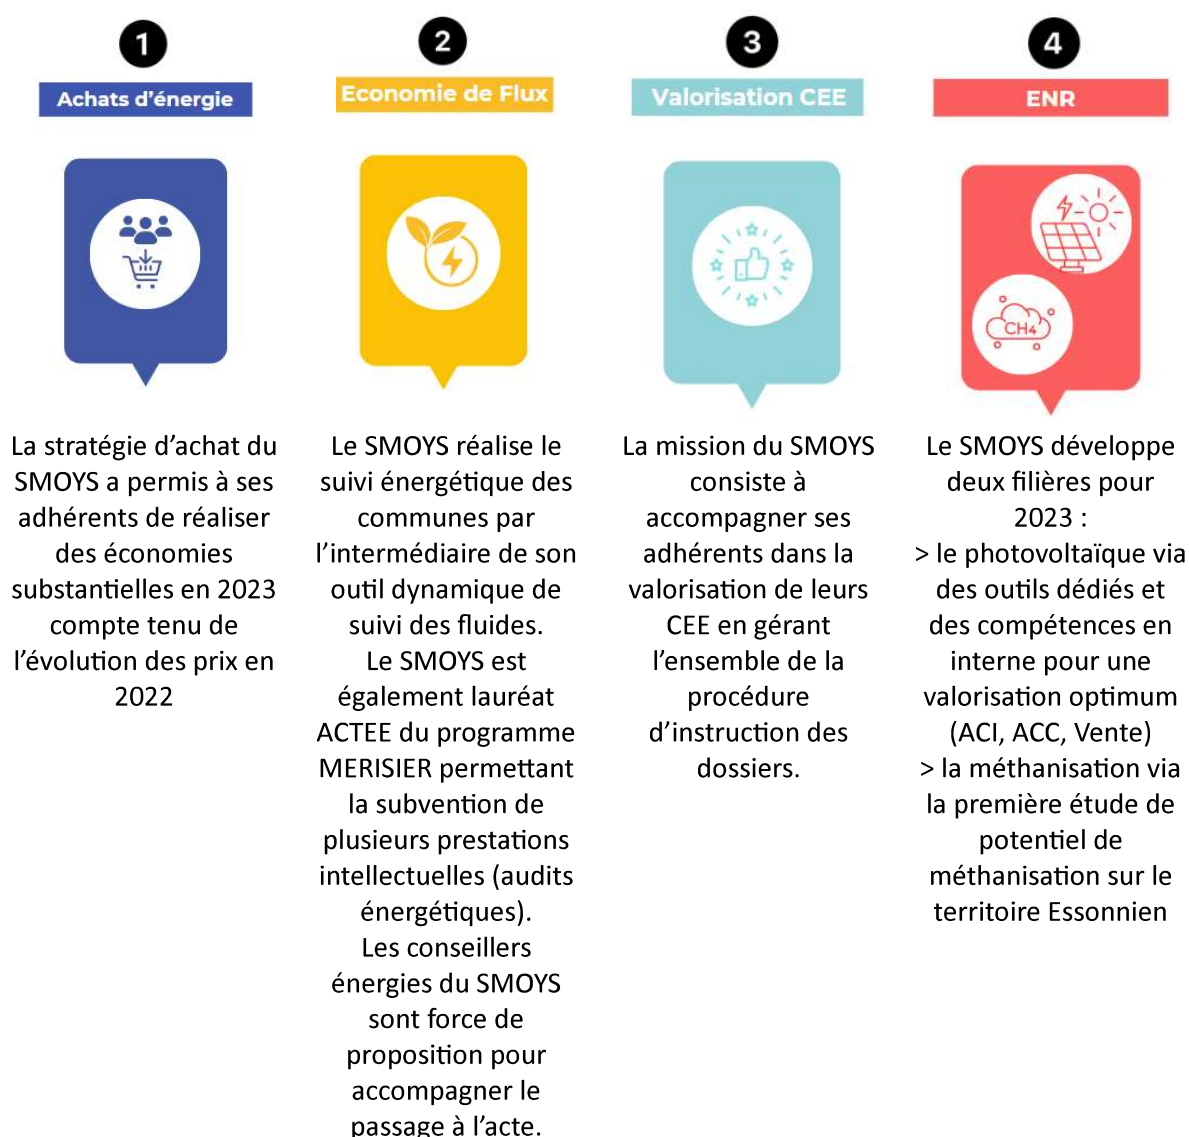 1
Achats d'énergie
La stratégie d’achat du
SMOYS a permis à ses
adhérents de réaliser
des économies
substantielles en 2023
compte tenu de
l’évolution des prix en
2022
2
Economie de Flux
Le SMOYS réalise le
suivi énergétique des
communes par
l’intermédiaire de son
outil dynamique de
suivi des fluides.
Le SMOYS est
également lauréat
ACTEE du programme
MERISIER permettant
la subvention de
plusieurs prestations
intellectuelles (audits
énergétiques).
Les conseillers
énergies du SMOYS
sont force de
proposition pour
accompagner le
passage à l’acte.
3
Valorisation CEE
La mission du SMOYS
consiste à
accompagner ses
adhérents dans la
valorisation de leurs
CEE en gérant
l’ensemble de la
procédure
d’instruction des
dossiers.
4
ENR
CH4
Le SMOYS développe
deux filières pour
2023 :
> le photovoltaïque via
des outils dédiés et
des compétences en
interne pour une
valorisation optimum
(ACI, ACC, Vente)
> la méthanisation via
la première étude de
potentiel de
méthanisation sur le
territoire Essonnien